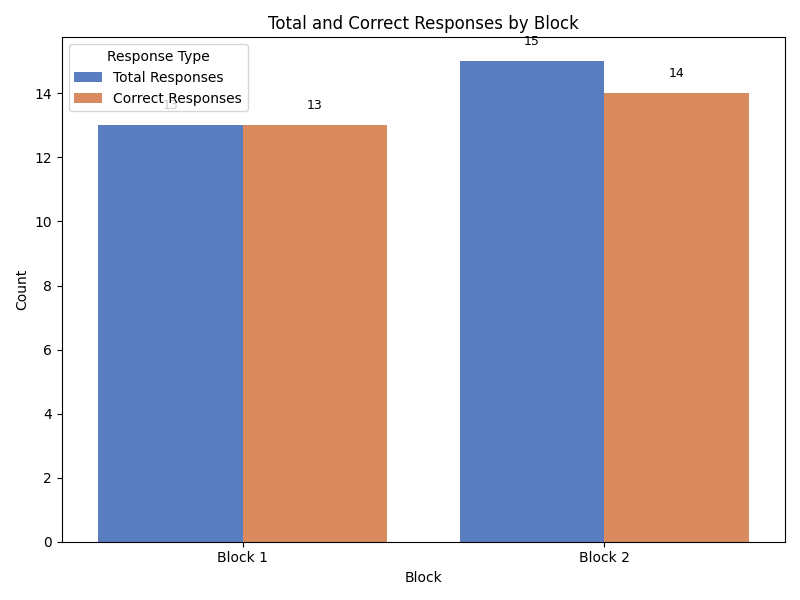 Total and Correct Responses by Block
Response Type
Total Responses
Correct Responses
13
13
15
14
14
12
10
8
6
4
2
0
Count
Block 1
Block 2
Block